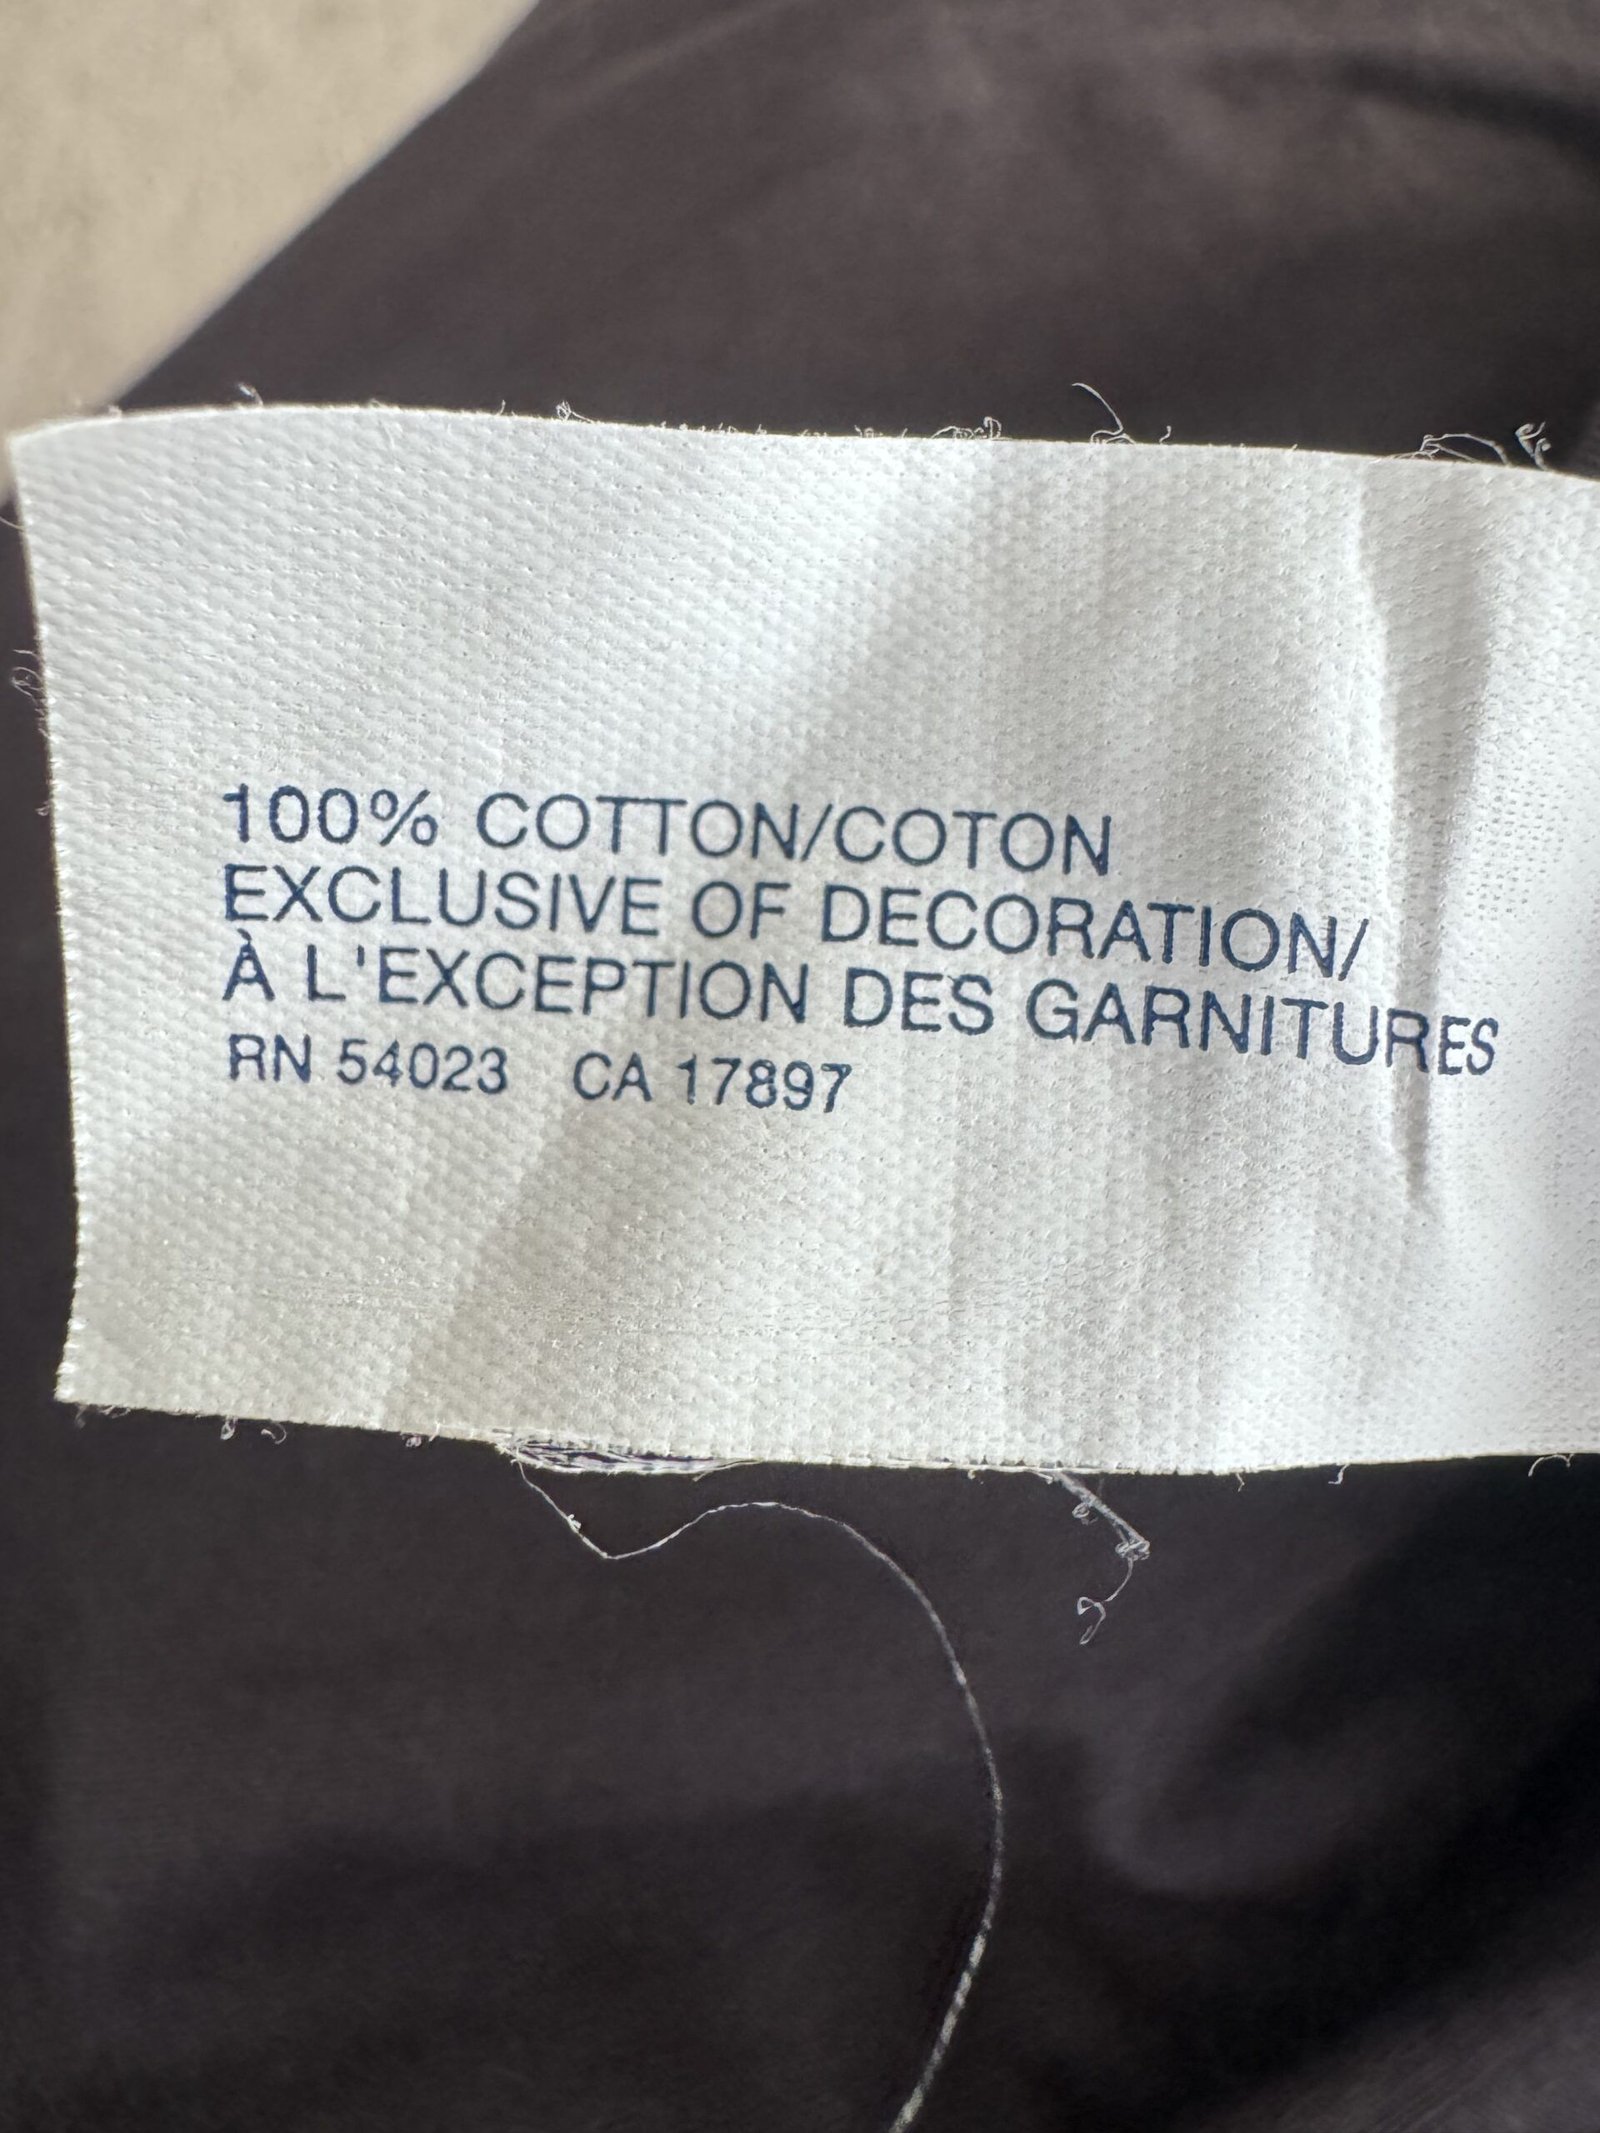 100% COTTON/COTON
EXCLUSIVE OF DECORATION/
À L'EXCEPTION DES GARNITURES
RN 54023 CA 17897